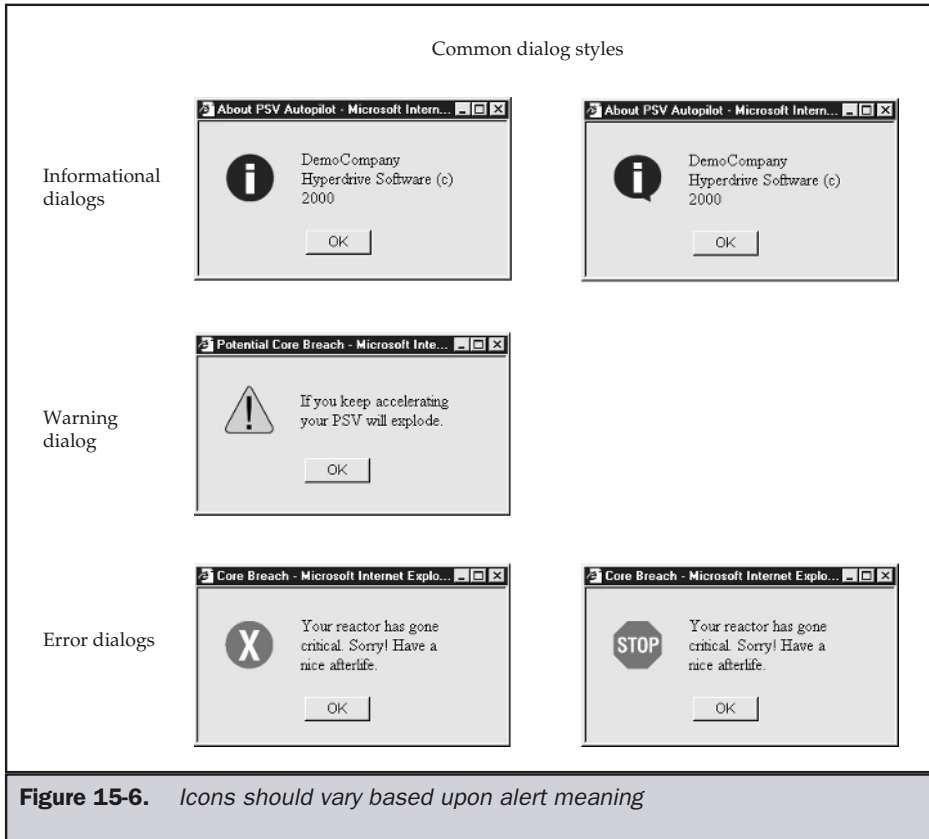 Common dialog styles
Informational
dialogs
About PSV Autopilot - Microsoft Intern...
i
DemoCompany
Hyperdrive Software (c)
2000
OK
About PSV Autopilot - Microsoft Intern...
i
DemoCompany
Hyperdrive Software (c)
2000
OK
Warning
dialog
Potential Core Breach - Microsoft Inte...
!
If you keep accelerating
your PSV will explode.
OK
Error dialogs
Core Breach - Microsoft Internet Explo...
X
Your reactor has gone
critical. Sorry! Have a
nice afterlife.
OK
Core Breach - Microsoft Internet Explo...
STOP
Your reactor has gone
critical. Sorry! Have a
nice afterlife.
OK
Figure 15-6. Icons should vary based upon alert meaning